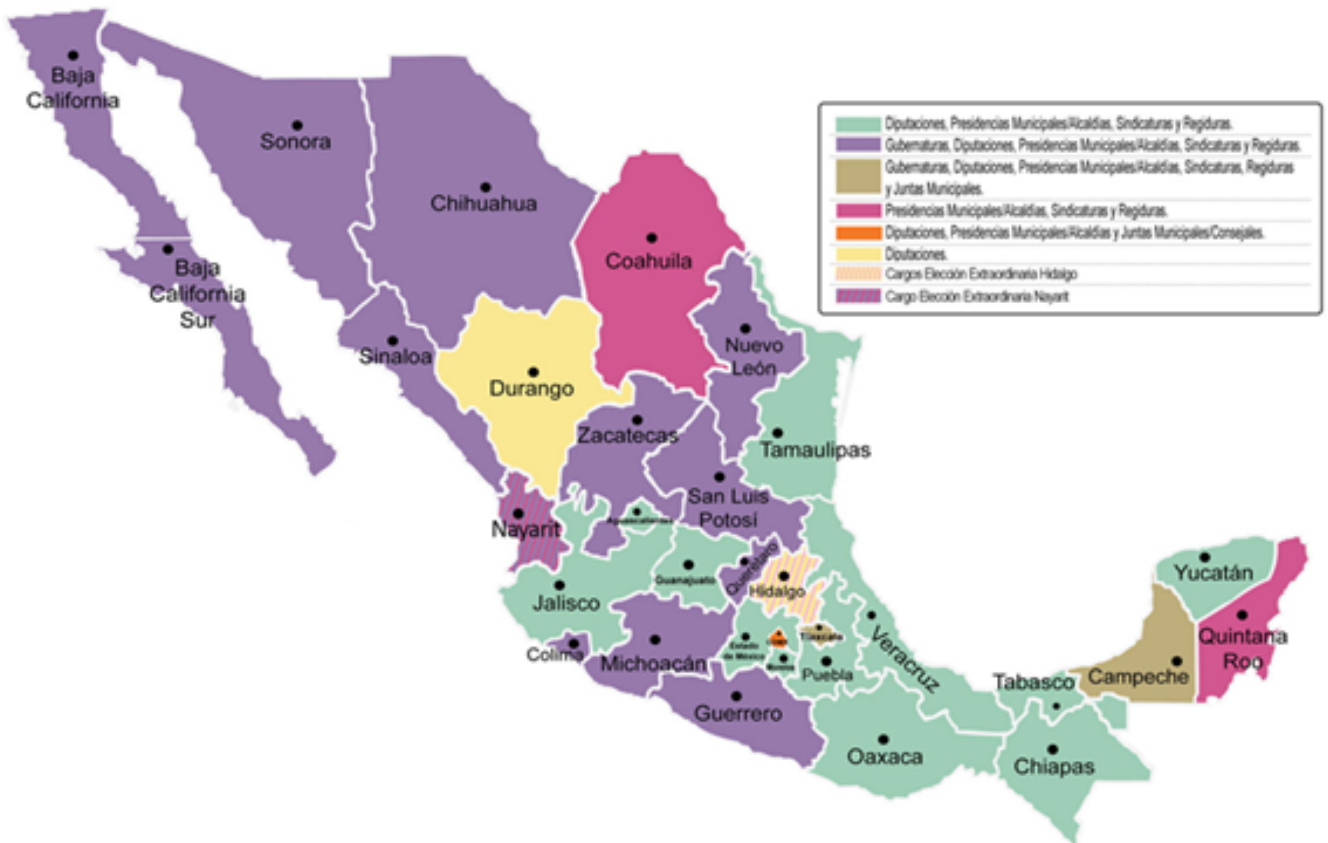 Baja
California
Sonora
Chihuahua
Coahuila
Baja
California
Sur
Sinaloa
Durango
Nuevo
León
Zacatecas
Tamaulipas
San Luis
Potosí
Nayarit
Aguascalientes
Guanajuato
Querétaro
Hidalgo
Jalisco
Colima
Michoacán
Estado
de México
Tlaxcala
Morelos
Puebla
Veracruz
Guerrero
Oaxaca
Tabasco
Chiapas
Campeche
Yucatán
Quintana
Roo
Diputaciones, Presidencias Municipales/Alcaldías, Sindicaturas y Regiduras.
Gubernaturas, Diputaciones, Presidencias Municipales/Alcaldías, Sindicaturas y Regiduras.
Gubernaturas, Diputaciones, Presidencias Municipales/Alcaldías, Sindicaturas, Regiduras
y Juntas Municipales.
Presidencias Municipales/Alcaldías, Sindicaturas y Regiduras.
Diputaciones, Presidencias Municipales/Alcaldías y Juntas Municipales/Consejales.
Diputaciones.
Cargos Elección Extraordinaria Hidalgo
Cargo Elección Extraordinaria Nayarit